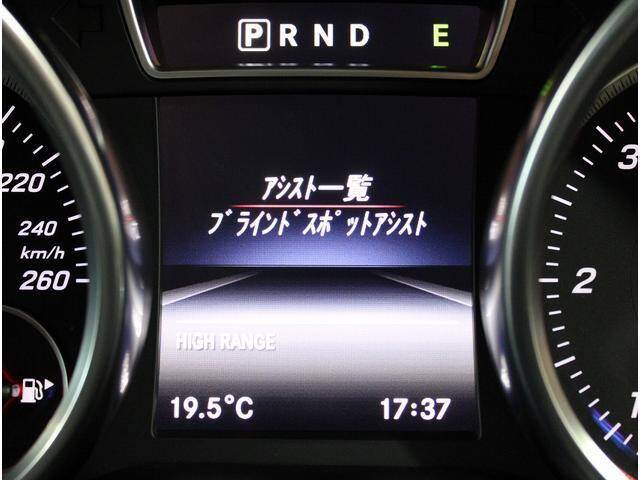 P R N D E
アシスト一覧
ブラインドスポットアシスト
HIGH RANGE
19.5°C 17:37
220
240
km/h
260
3
2
1